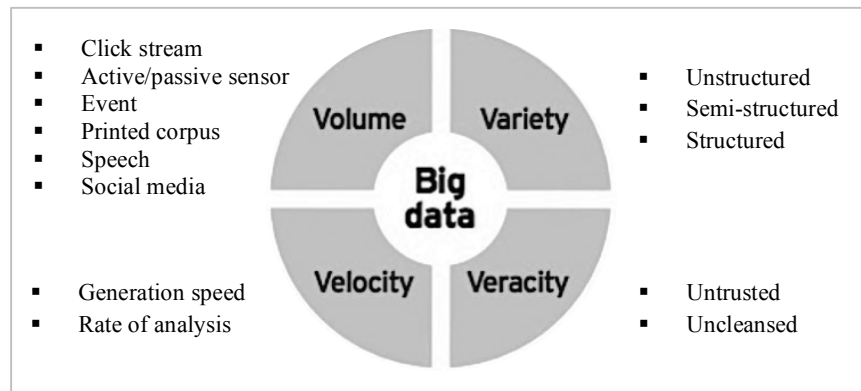 ▪ Click stream
▪ Active/passive sensor
▪ Event
▪ Printed corpus
▪ Speech
▪ Social media
Volume
Variety
▪ Unstructured
▪ Semi-structured
▪ Structured
Big
data
▪ Generation speed
▪ Rate of analysis
Velocity
Veracity
▪ Untrusted
▪ Uncleansed